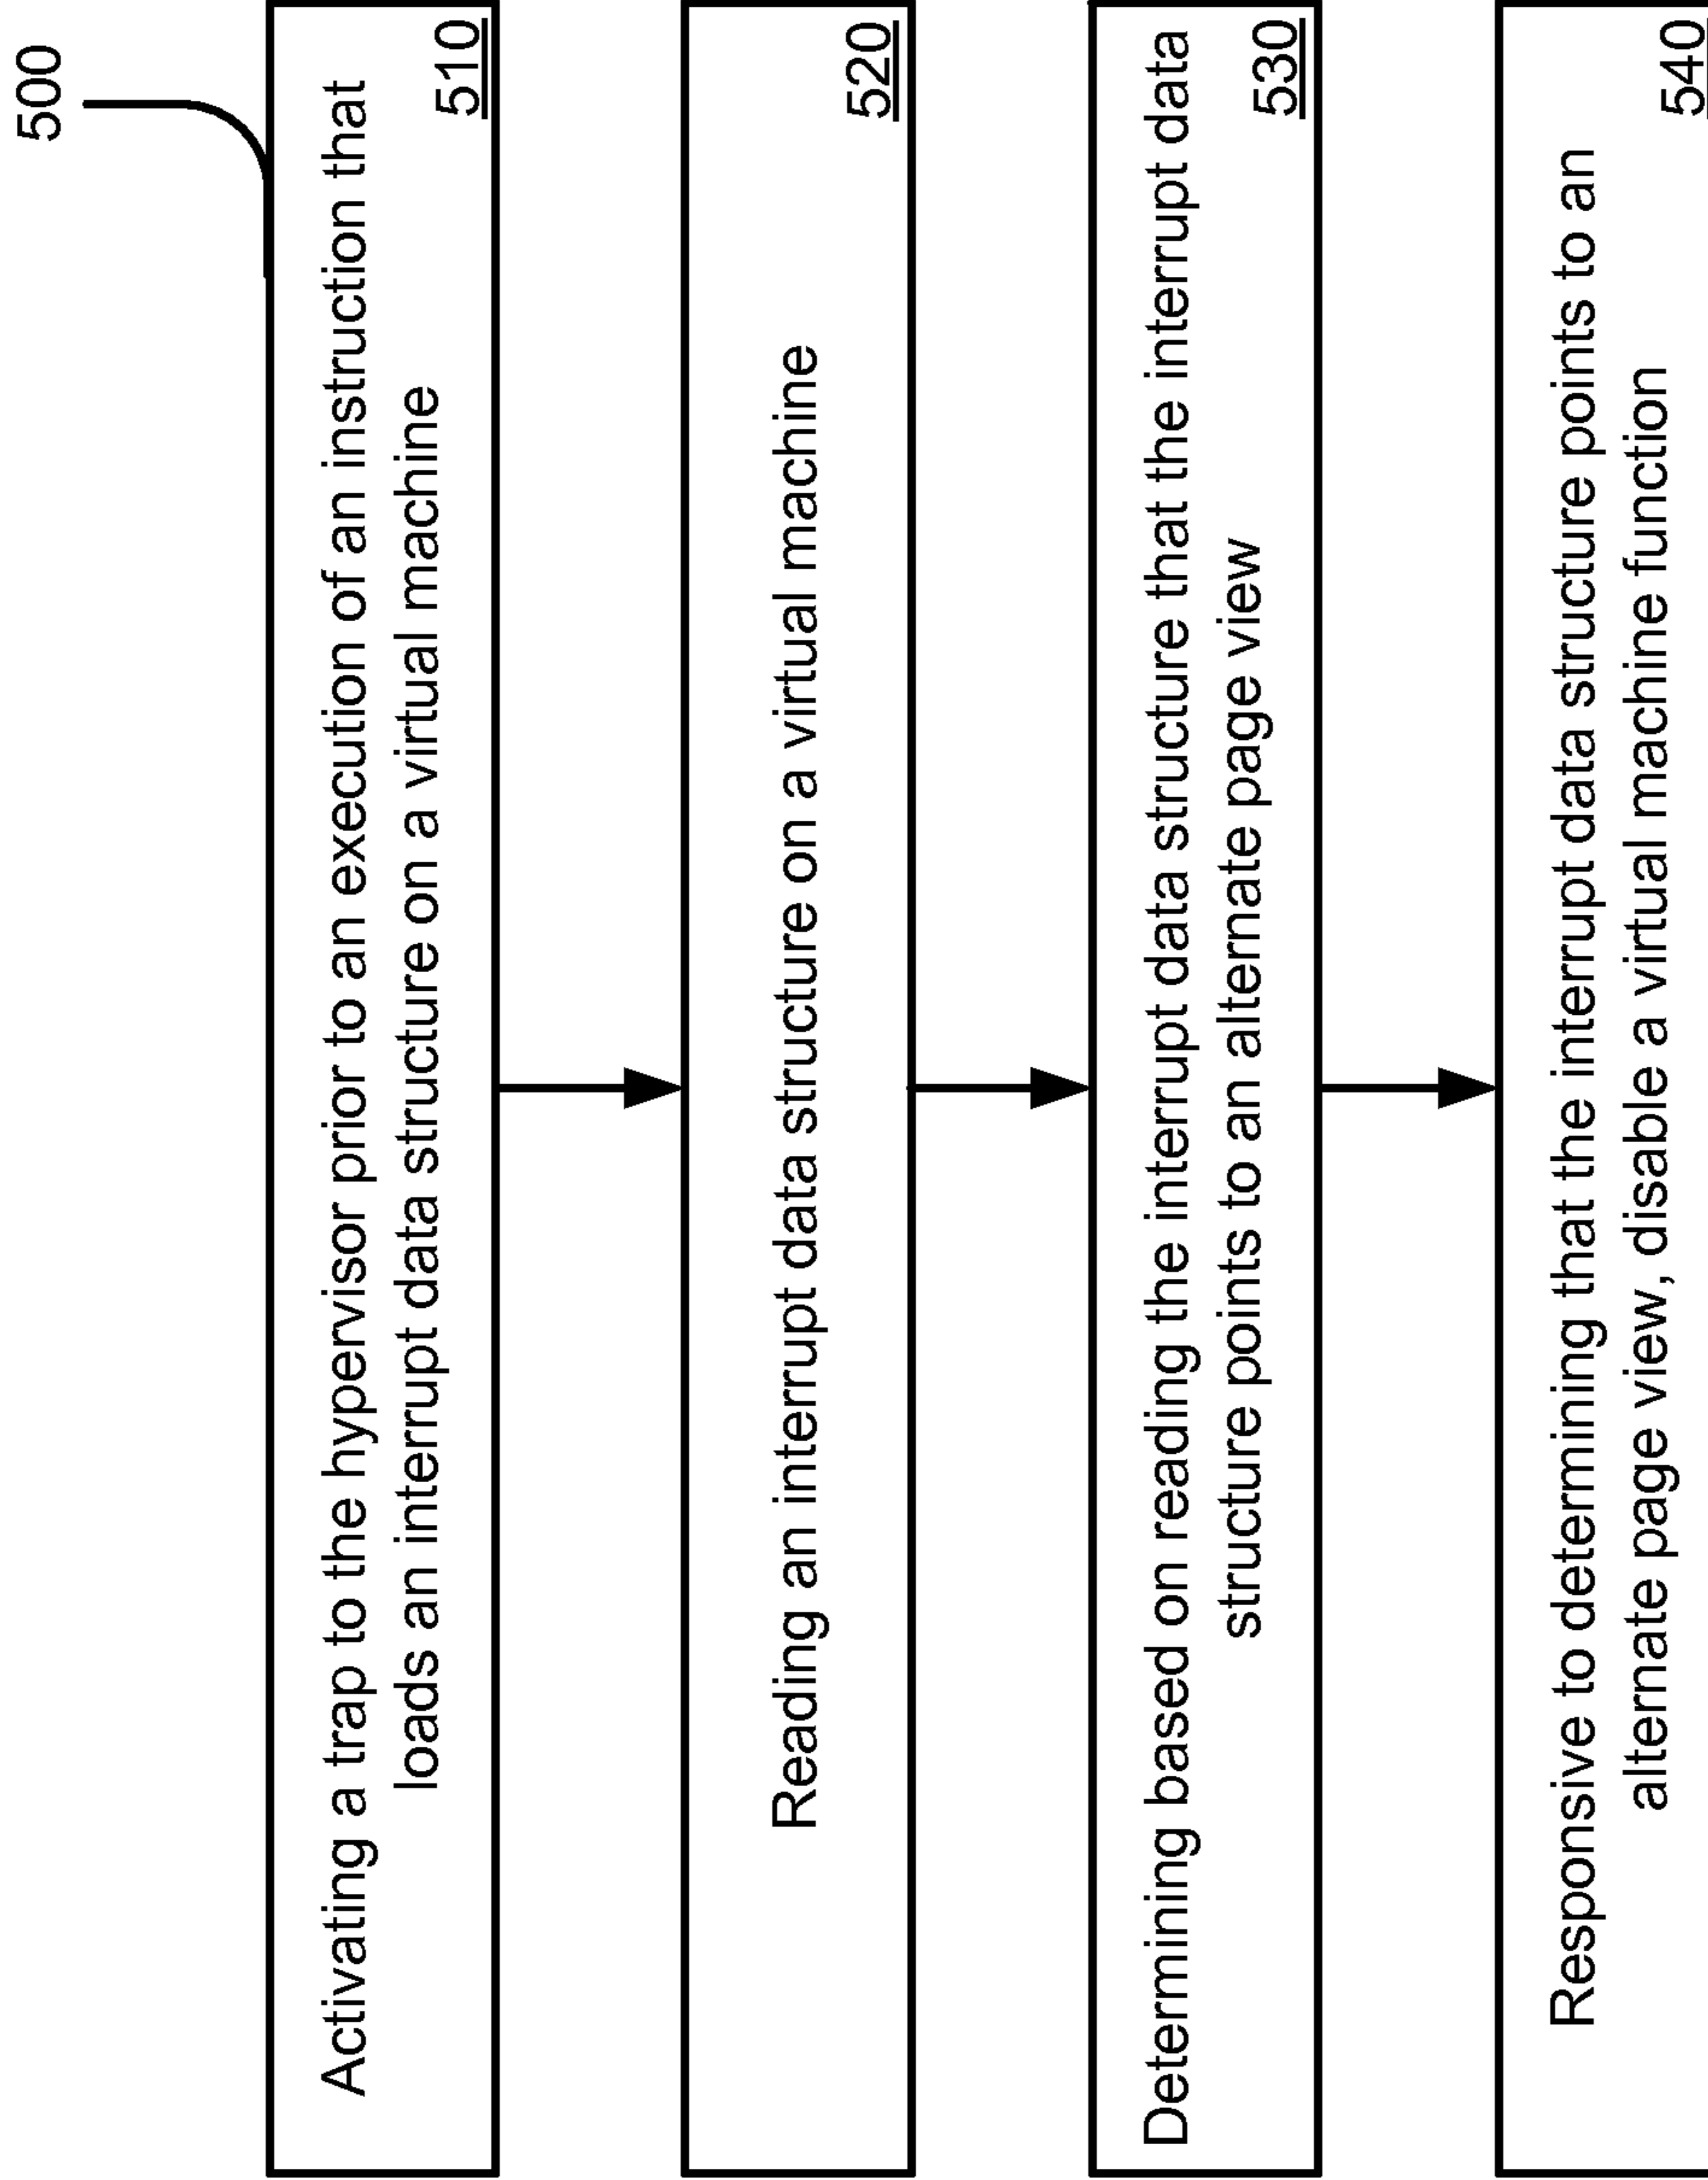 500
Activating a trap to the hypervisor prior to an execution of an instruction that
loads an interrupt data structure on a virtual machine
510
Reading an interrupt data structure on a virtual machine
520
Determining based on reading the interrupt data structure that the interrupt data
structure points to an alternate page view
530
Responsive to determining that the interrupt data structure points to an
alternate page view, disable a virtual machine function
540